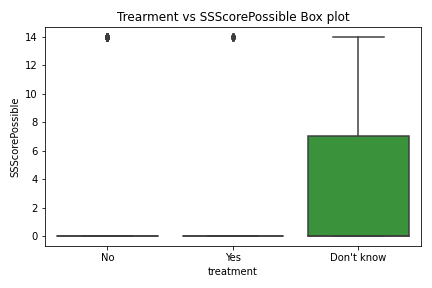 Trearment vs SSScorePossible Box plot
14
12
10
8
6
4
2
0
SSScorePossible
No Yes Don't know
treatment